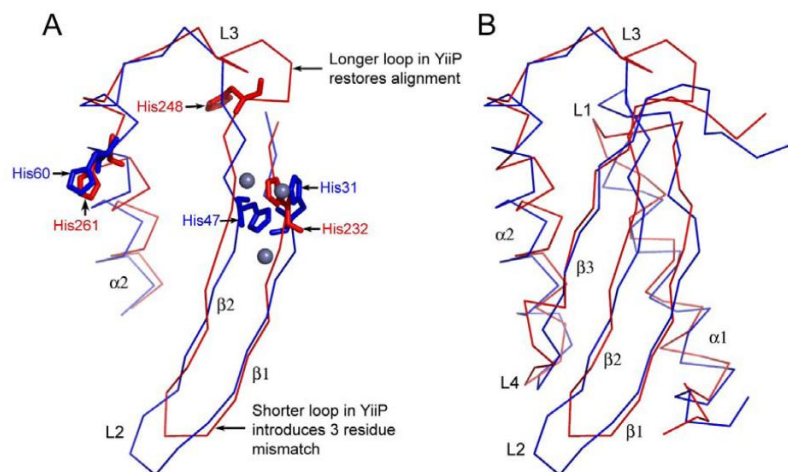 A
L3
Longer loop in YiiP
restores alignment
His248
His60
His261
His31
His47
His232
α2
β2
β1
L2
Shorter loop in YiiP
introduces 3 residue
mismatch
B
L3
L1
α2
β3
α1
β2
L4
β1
L2